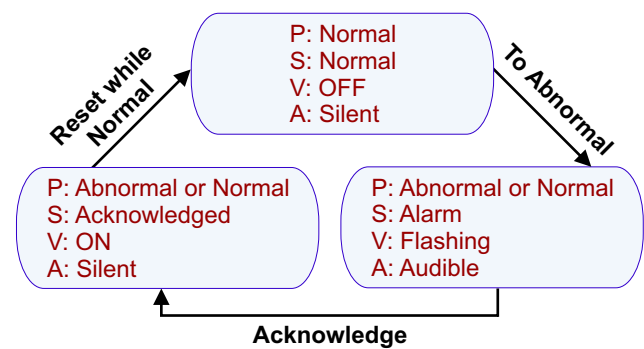 P: Normal
S: Normal
V: OFF
A: Silent
To Abnormal
Reset while
Normal
P: Abnormal or Normal
S: Acknowledged
V: ON
A: Silent
P: Abnormal or Normal
S: Alarm
V: Flashing
A: Audible
Acknowledge